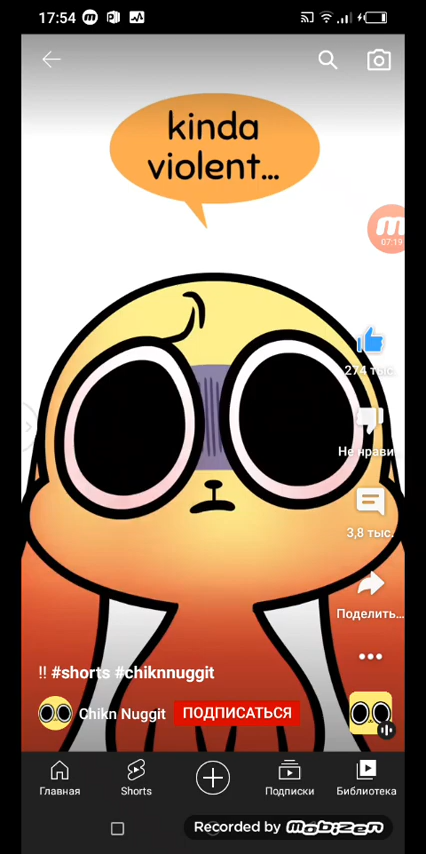 17:54
kinda
violent...
07:19
274 тыс.
Не нрави
3,8 тыс.
Поделить...
!! #shorts #chiknnuggit
Chikn Nuggit ПОДПИСАТЬСЯ
Главная Shorts Подписки Библиотека
Recorded by mobizen